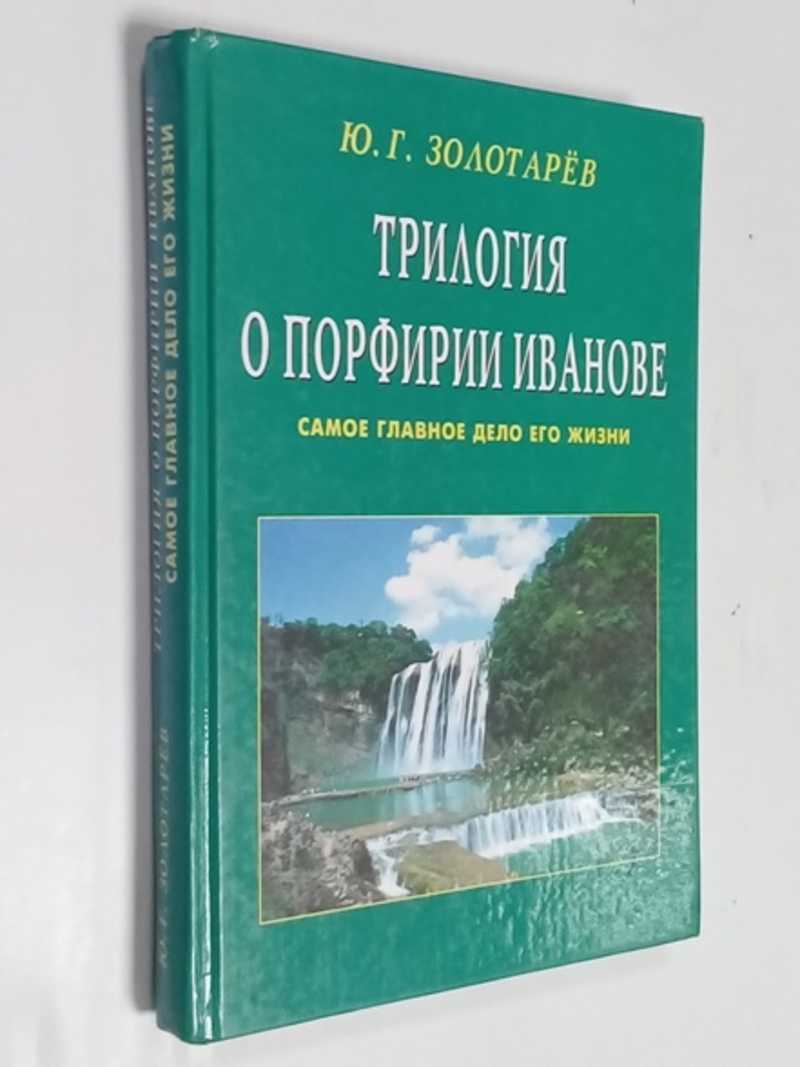 Ю. Г. ЗОЛОТАРЁВ
ТРИЛОГИЯ
О ПОРФИРИИ ИВАНОВЕ
САМОЕ ГЛАВНОЕ ДЕЛО ЕГО ЖИЗНИ
Ю. Г. ЗОЛОТАРЁВ
ТРИЛОГИЯ О ПОРФИРИИ ИВАНОВЕ
САМОЕ ГЛАВНОЕ ДЕЛО ЕГО ЖИЗНИ